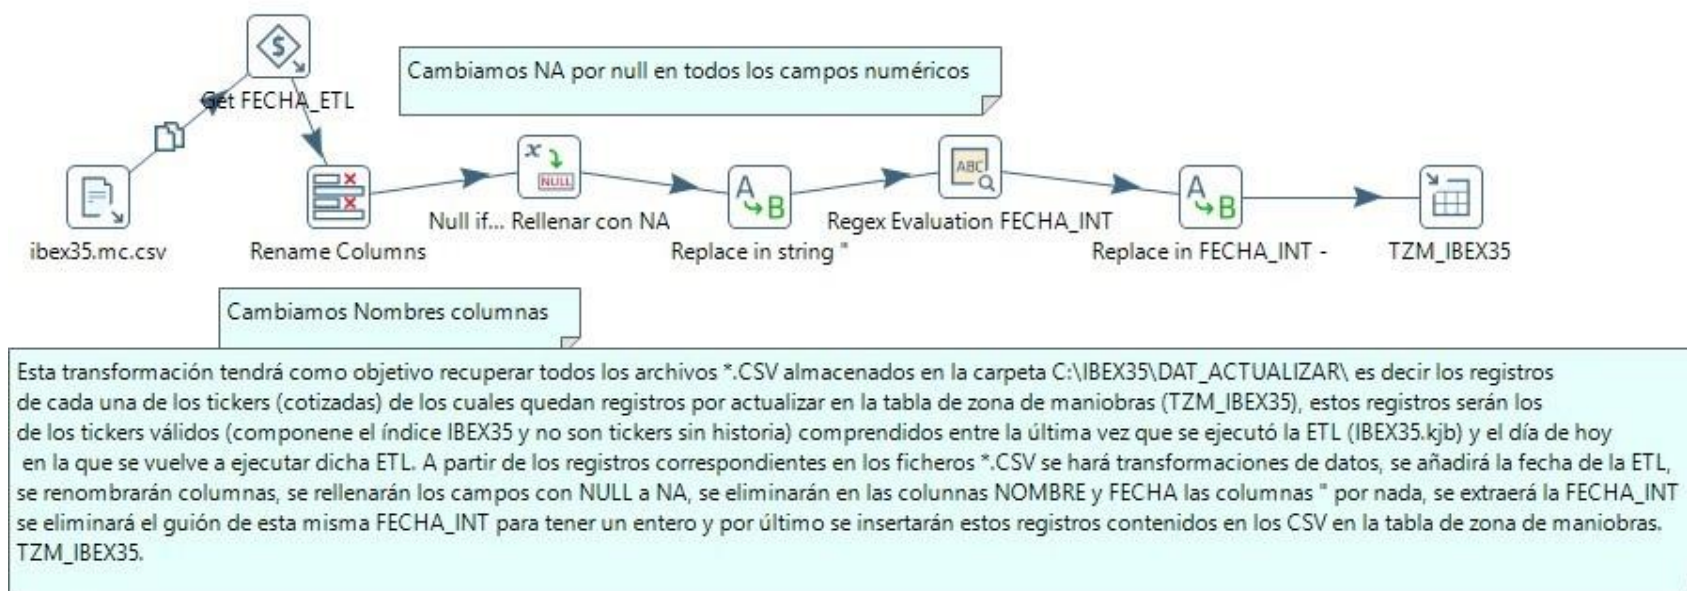 Get FECHA_ETL
Cambiamos NA por null en todos los campos numéricos
ibex35.mc.csv
Rename Columns
NULL
Null if... Rellenar con NA
A B
Replace in string "
ABC
Regex Evaluation FECHA_INT
A B
Replace in FECHA_INT -
TZM_IBEX35
Cambiamos Nombres columnas
Esta transformación tendrá como objetivo recuperar todos los archivos *.CSV almacenados en la carpeta C:\IBEX35\DAT_ACTUALIZAR\ es decir los registros
de cada una de los tickers (cotizadas) de los cuales quedan registros por actualizar en la tabla de zona de maniobras (TZM_IBEX35), estos registros serán los
de los tickers válidos (componene el índice IBEX35 y no son tickers sin historia) comprendidos entre la última vez que se ejecutó la ETL (IBEX35.kjb) y el día de hoy
en la que se vuelve a ejecutar dicha ETL. A partir de los registros correspondientes en los ficheros *.CSV se hará transformaciones de datos, se añadirá la fecha de la ETL,
se renombrarán columnas, se rellenarán los campos con NULL a NA, se eliminarán en las colunnas NOMBRE y FECHA las columnas " por nada, se extraerá la FECHA_INT
se eliminará el guión de esta misma FECHA_INT para tener un entero y por último se insertarán estos registros contenidos en los CSV en la tabla de zona de maniobras.
TZM_IBEX35.